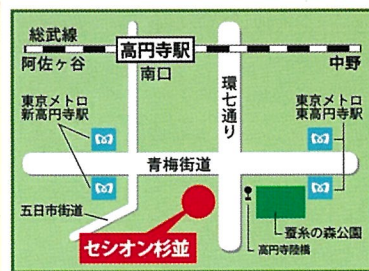 総武線
高円寺駅
阿佐ヶ谷
中野
南口
環七通り
東京メトロ
新高円寺駅
東京メトロ
東高円寺駅
青梅街道
五日市街道
セシオン杉並
蚕糸の森公園
高円寺陸橋